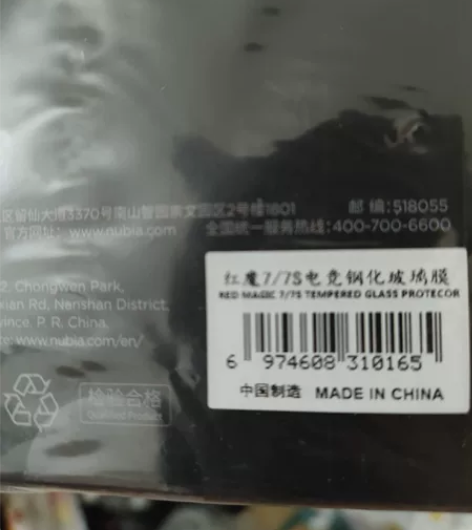 区留仙大道3370号南山智园崇文园区2号楼1801 邮 编:518055
官方网址: www.nubia.com 全国统一服务热线:400-700-6600
2, Chongwen Park,
xian Rd, Nanshan District,
vince. P. R. China.
te: www.nubia.com/en/
检验合格
红魔7/7S电竞钢化玻璃膜
RED MAGIC 7/7S TEMPERED GLASS PROTECOR
6 974608 310165
中国制造 MADE IN CHINA